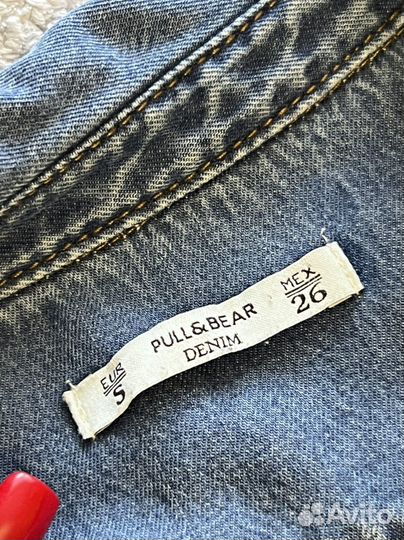 EUR
S
PULL&BEAR
DENIM
MEX
26
Avito